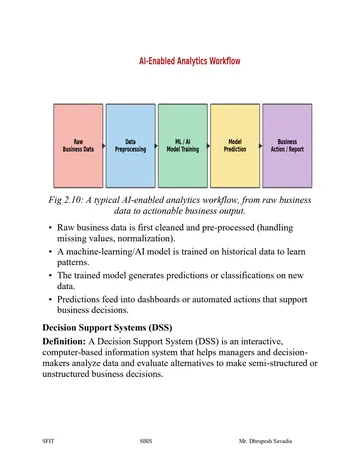 AI-Enabled Analytics Workflow
Raw
Business Data
Data
Preprocessing
ML / AI
Model Training
Model
Prediction
Business
Action / Report
Fig 2.10: A typical AI-enabled analytics workflow, from raw business
data to actionable business output.
• Raw business data is first cleaned and pre-processed (handling
missing values, normalization).
• A machine-learning/AI model is trained on historical data to learn
patterns.
• The trained model generates predictions or classifications on new
data.
• Predictions feed into dashboards or automated actions that support
business decisions.
Decision Support Systems (DSS)
Definition: A Decision Support System (DSS) is an interactive,
computer-based information system that helps managers and decision-
makers analyze data and evaluate alternatives to make semi-structured or
unstructured business decisions.
SFIT SBIS Mr. Dhrupesh Savadia